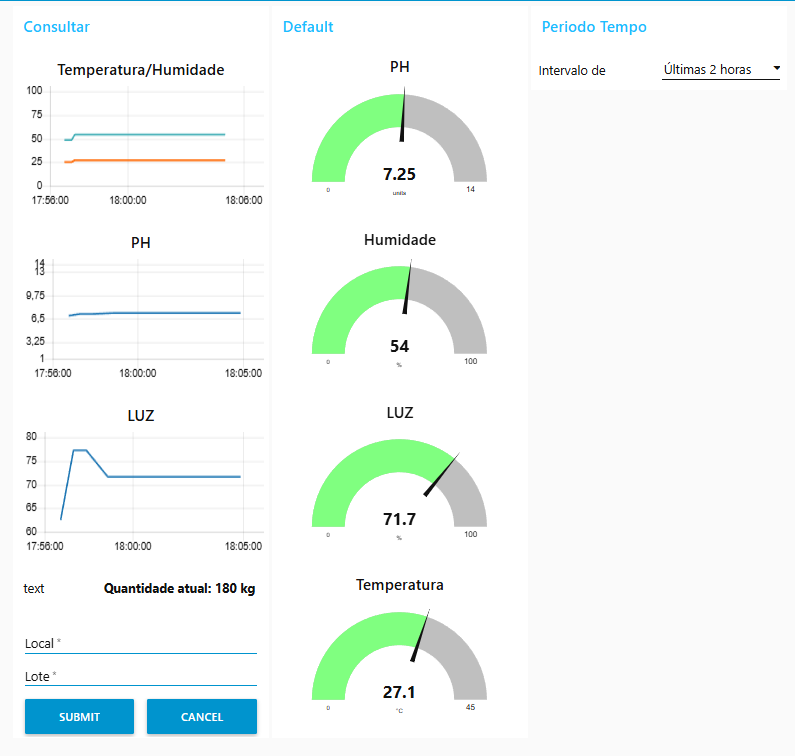 Consultar
Temperatura/Humidade
100
75
50
25
0
17:56:00 18:00:00 18:06:00
PH
14
13
9,75
6,5
3,25
1
17:56:00 18:00:00 18:05:00
LUZ
80
75
70
65
60
17:56:00 18:00:00 18:05:00
text Quantidade atual: 180 kg
Local *
Lote *
SUBMIT CANCEL
Default
PH
7.25
0 units 14
Humidade
54
0 % 100
LUZ
71.7
0 % 100
Temperatura
27.1
0 °C 45
Periodo Tempo
Intervalo de Últimas 2 horas